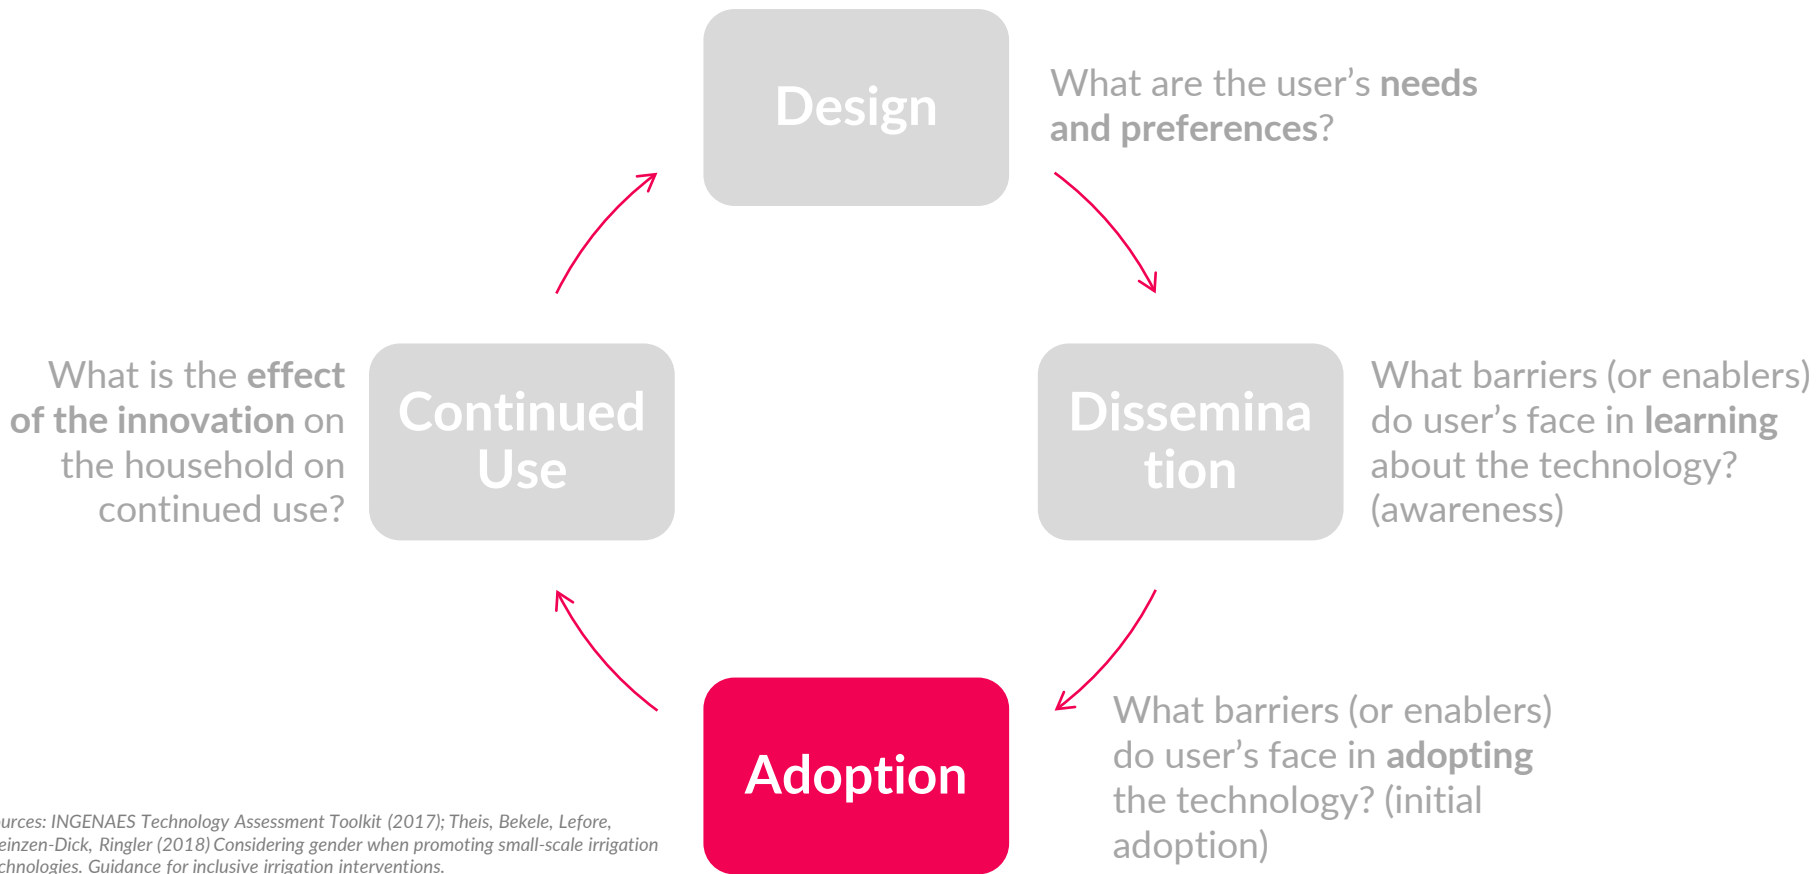 Design
What are the user's needs
and preferences?
What is the effect
of the innovation on
the household on
continued use?
Continued
Use
Dissemina
tion
What barriers (or enablers)
do user's face in learning
about the technology?
(awareness)
Adoption
What barriers (or enablers)
do user's face in adopting
the technology? (initial
adoption)
urces: INGENAES Technology Assessment Toolkit (2017); Theis, Bekele, Lefore,
einzen-Dick, Ringler (2018) Considering gender when promoting small-scale irrigation
chnologies. Guidance for inclusive irrigation interventions.